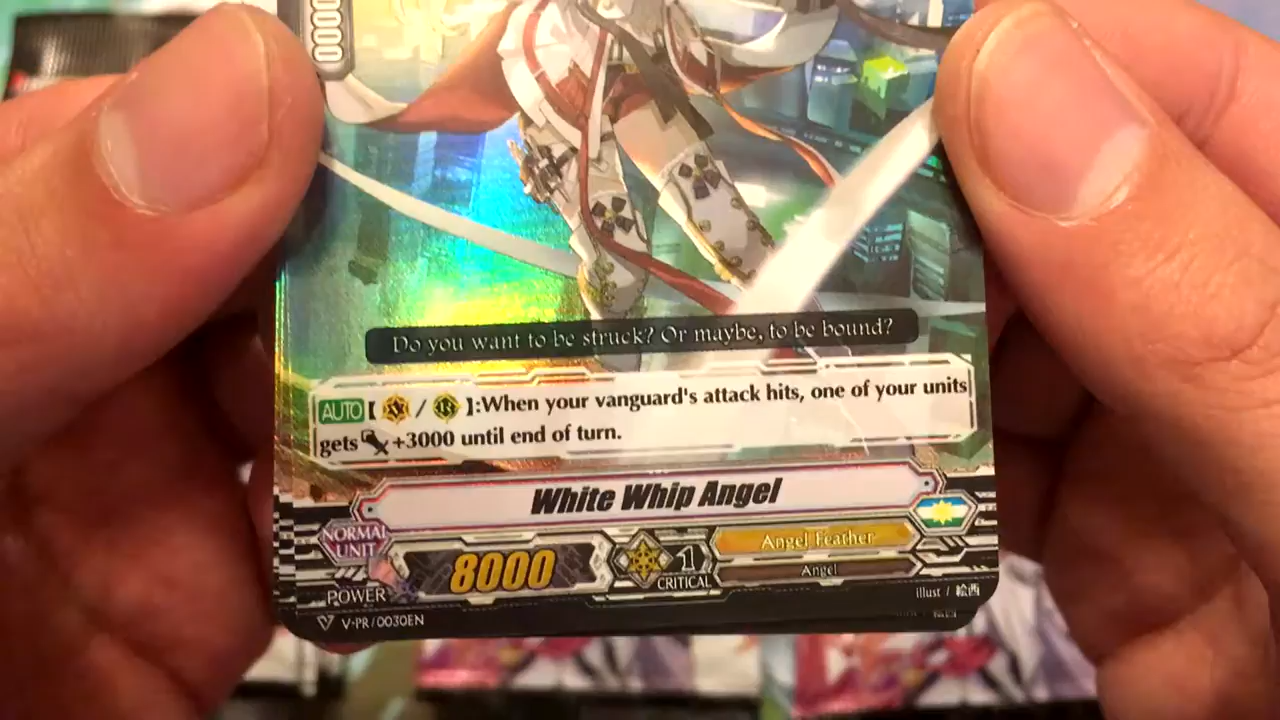 0000
Do you want to be struck? Or maybe, to be bound?
AUTO 【 V / R 】:When your vanguard's attack hits, one of your units
gets +3000 until end of turn.
White Whip Angel
NORMAL
UNIT
8000
POWER
1
CRITICAL
Angel Feather
Angel
illust / 絵西
V V-PR/0030EN